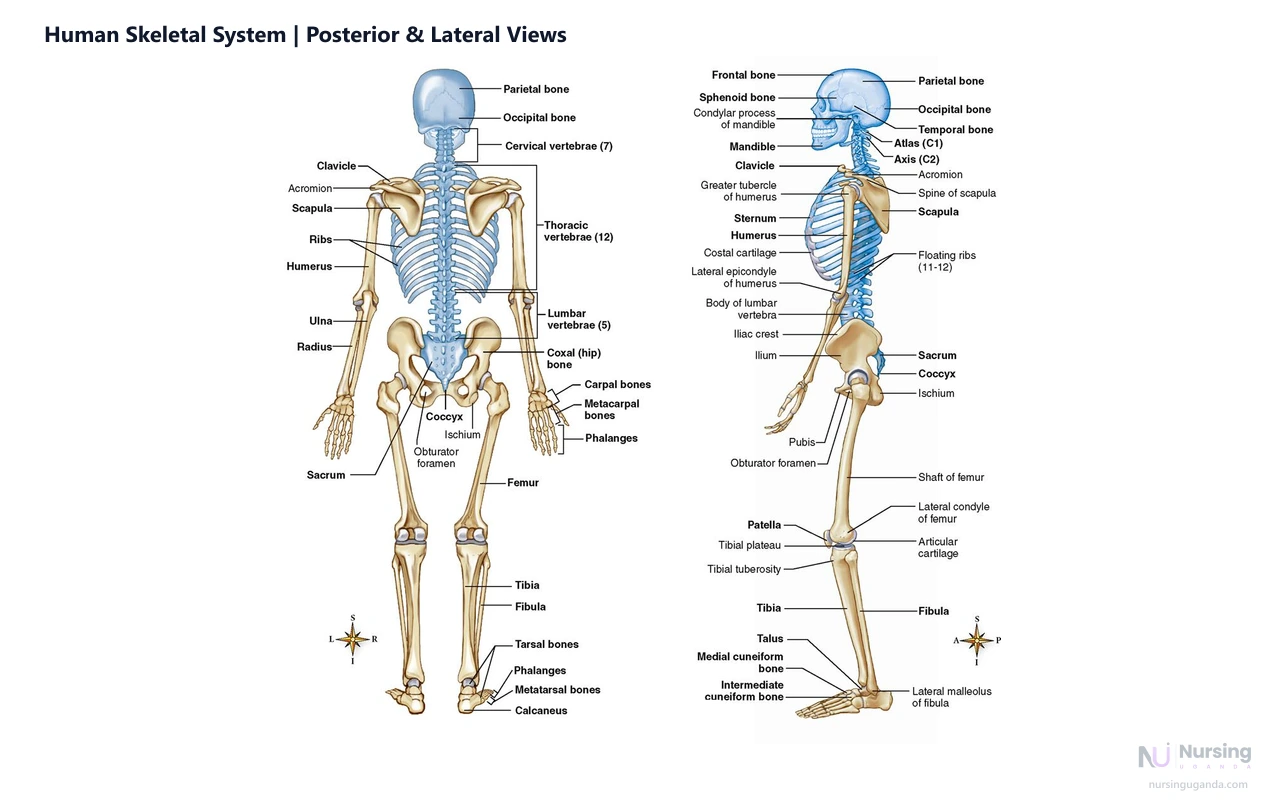 Human Skeletal System | Posterior & Lateral Views
Parietal bone
Occipital bone
Cervical vertebrae (7)
Clavicle
Acromion
Scapula
Ribs
Humerus
Ulna
Radius
Thoracic
vertebrae (12)
Lumbar
vertebrae (5)
Coxal (hip)
bone
Carpal bones
Metacarpal
bones
Phalanges
Coccyx
Ischium
Obturator
foramen
Sacrum
Femur
Tibia
Fibula
Tarsal bones
Phalanges
Metatarsal bones
Calcaneus
S
L
R
I
Frontal bone
Sphenoid bone
Condylar process
of mandible
Mandible
Clavicle
Greater tubercle
of humerus
Sternum
Humerus
Costal cartilage
Lateral epicondyle
of humerus
Body of lumbar
vertebra
Iliac crest
Ilium
Pubis
Obturator foramen
Patella
Tibial plateau
Tibial tuberosity
Tibia
Talus
Medial cuneiform
bone
Intermediate
cuneiform bone
Parietal bone
Occipital bone
Temporal bone
Atlas (C1)
Axis (C2)
Acromion
Spine of scapula
Scapula
Floating ribs
(11-12)
Sacrum
Coccyx
Ischium
Shaft of femur
Lateral condyle
of femur
Articular
cartilage
Fibula
Lateral malleolus
of fibula
S
A
P
I
NU Nursing
UGANDA
nursinguganda.com